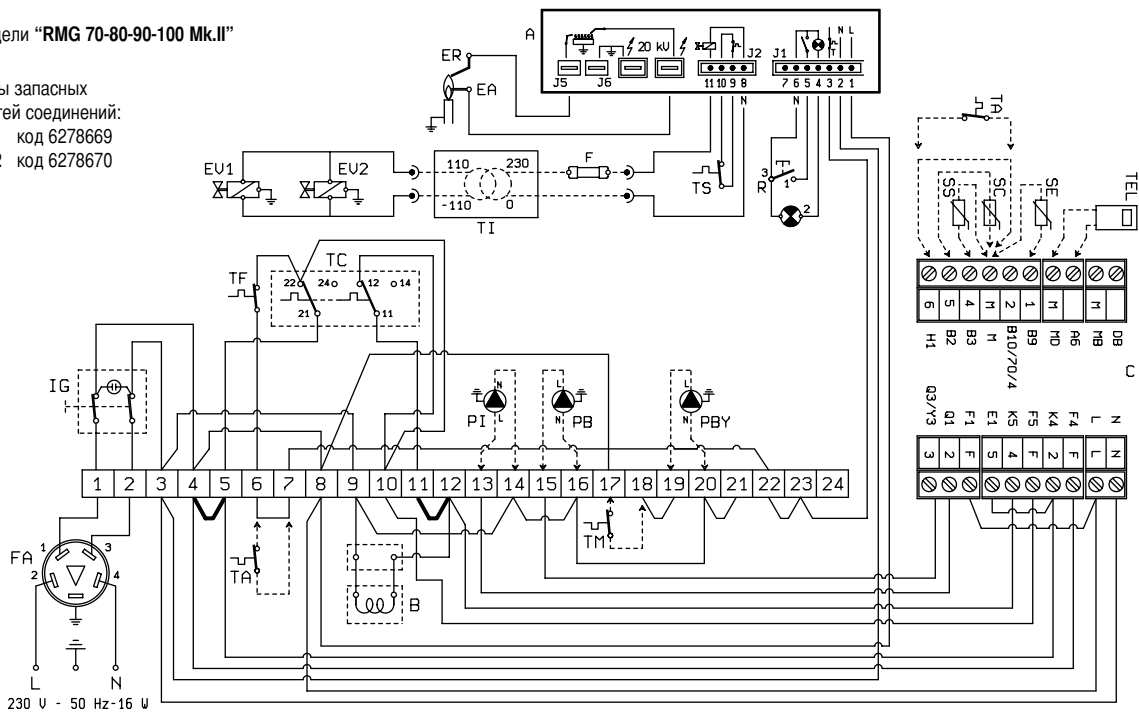 дели “RMG 70-80-90-100 Mk.II”
ы запасных
тей соединений:
код 6278669
2 код 6278670
A
20 kV
J5
J6
J2
J1
11 10 9 8
7 6 5 4 3 2 1
N L
N
N
ER
EA
EV1
EV2
110 230
-110 0
TI
F
TS
3
R
1
2
TA
SS
SC
SE
TEL
6 5 4 M 2 1 M M
H1 B2 B3 M B10/70/4 B9 MD A6 MB DB
C
Q3/Y3 Q1 F1 E1 K5 F5 K4 F4 L N
3 2 F 5 4 F 2 F L N
TF
TC
22 24 12 14
21 11
IG
PI
N
L
PB
L
N
PBY
L
N
1 2 3 4 5 6 7 8 9 10 11 12 13 14 15 16 17 18 19 20 21 22 23 24
TA
TM
B
FA
1 3
2 4
L N
230 V - 50 Hz-16 W